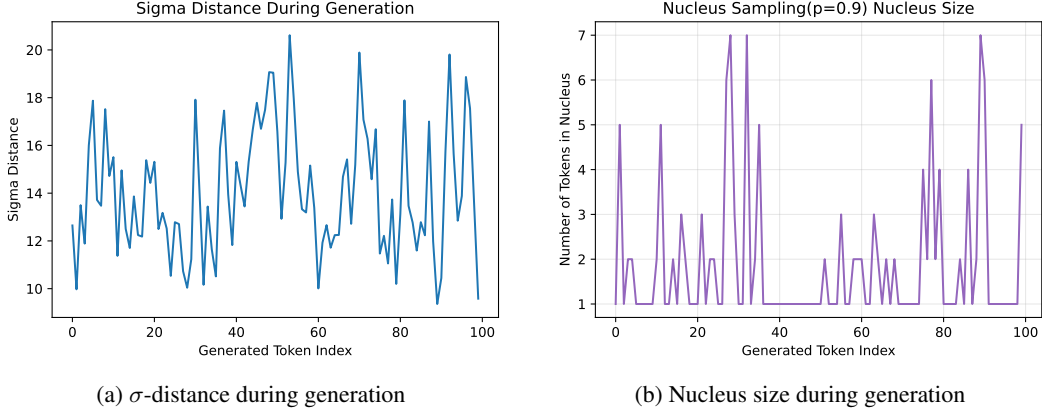 Sigma Distance During Generation
20
18
16
14
12
10
Sigma Distance
0 20 40 60 80 100
Generated Token Index
(a) σ-distance during generation
Nucleus Sampling(p=0.9) Nucleus Size
7
6
5
4
3
2
1
Number of Tokens in Nucleus
0 20 40 60 80 100
Generated Token Index
(b) Nucleus size during generation